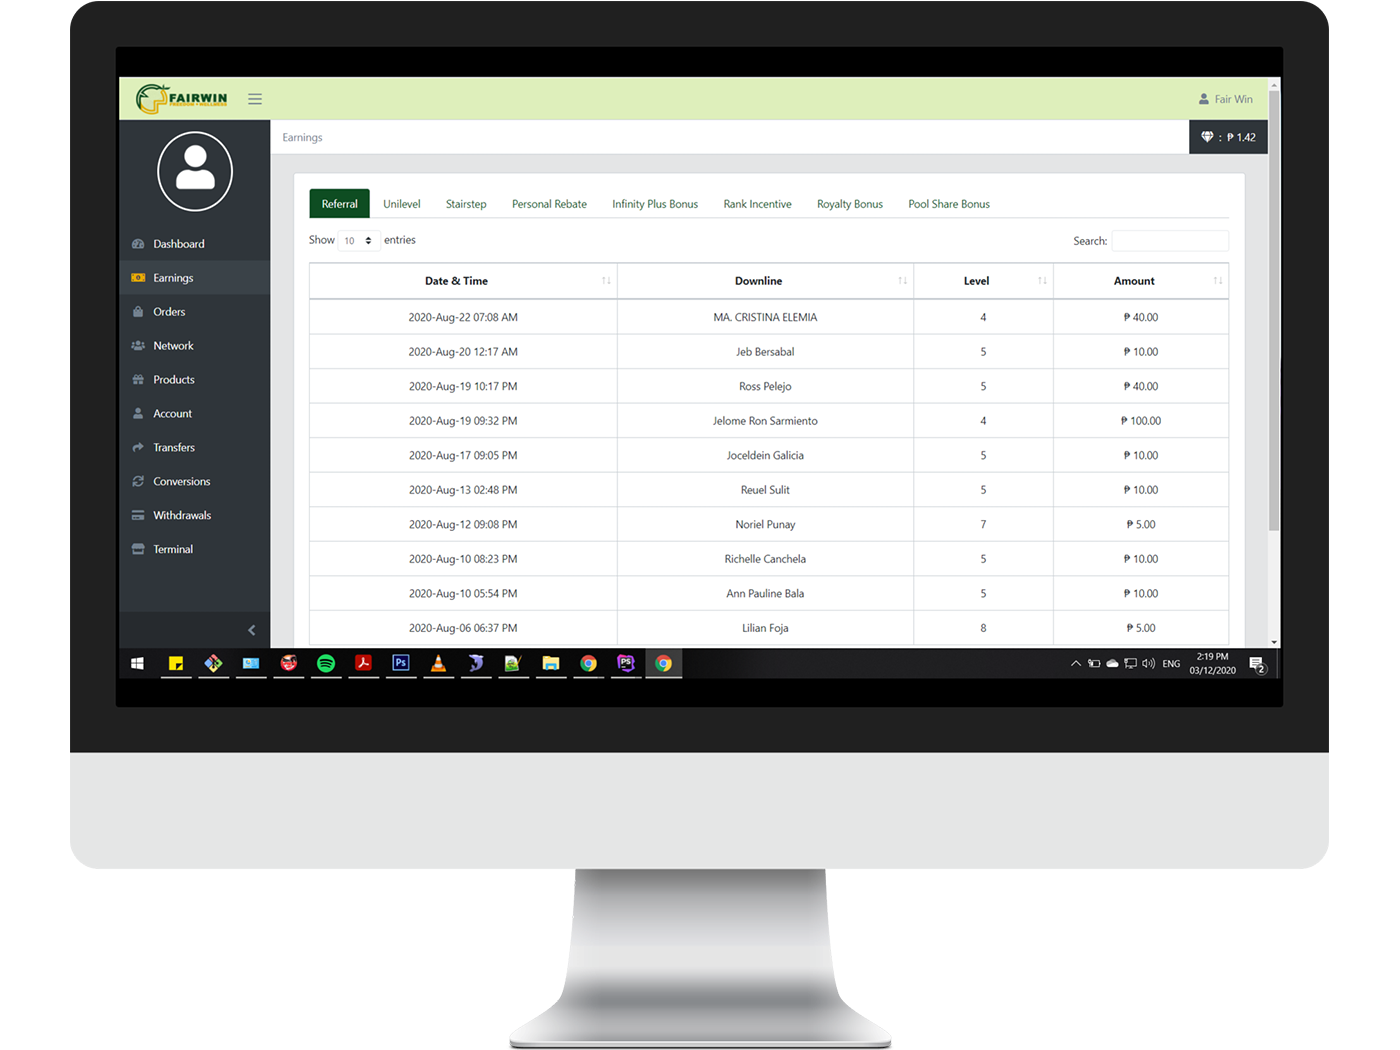 FAIRWIN
Fair Win
Earnings
: ₱ 1.42
Dashboard
Earnings
Orders
Network
Products
Account
Transfers
Conversions
Withdrawals
Terminal
Referral Unilevel Stairstep Personal Rebate Infinity Plus Bonus Rank Incentive Royalty Bonus Pool Share Bonus
Show 10 entries Search:
Date & Time Downline Level Amount
2020-Aug-22 07:08 AM MA. CRISTINA ELEMIA 4 ₱ 40.00
2020-Aug-20 12:17 AM Jeb Bersabal 5 ₱ 10.00
2020-Aug-19 10:17 PM Ross Pelejo 5 ₱ 40.00
2020-Aug-19 09:32 PM Jelome Ron Sarmiento 4 ₱ 100.00
2020-Aug-17 09:05 PM Joceldein Galicia 5 ₱ 10.00
2020-Aug-13 02:48 PM Reuel Sulit 5 ₱ 10.00
2020-Aug-12 09:08 PM Noriel Punay 7 ₱ 5.00
2020-Aug-10 08:23 PM Richelle Canchela 5 ₱ 10.00
2020-Aug-10 05:54 PM Ann Pauline Bala 5 ₱ 10.00
2020-Aug-06 06:37 PM Lilian Foja 8 ₱ 5.00
Ps
PS
ENG
2:19 PM
03/12/2020
2